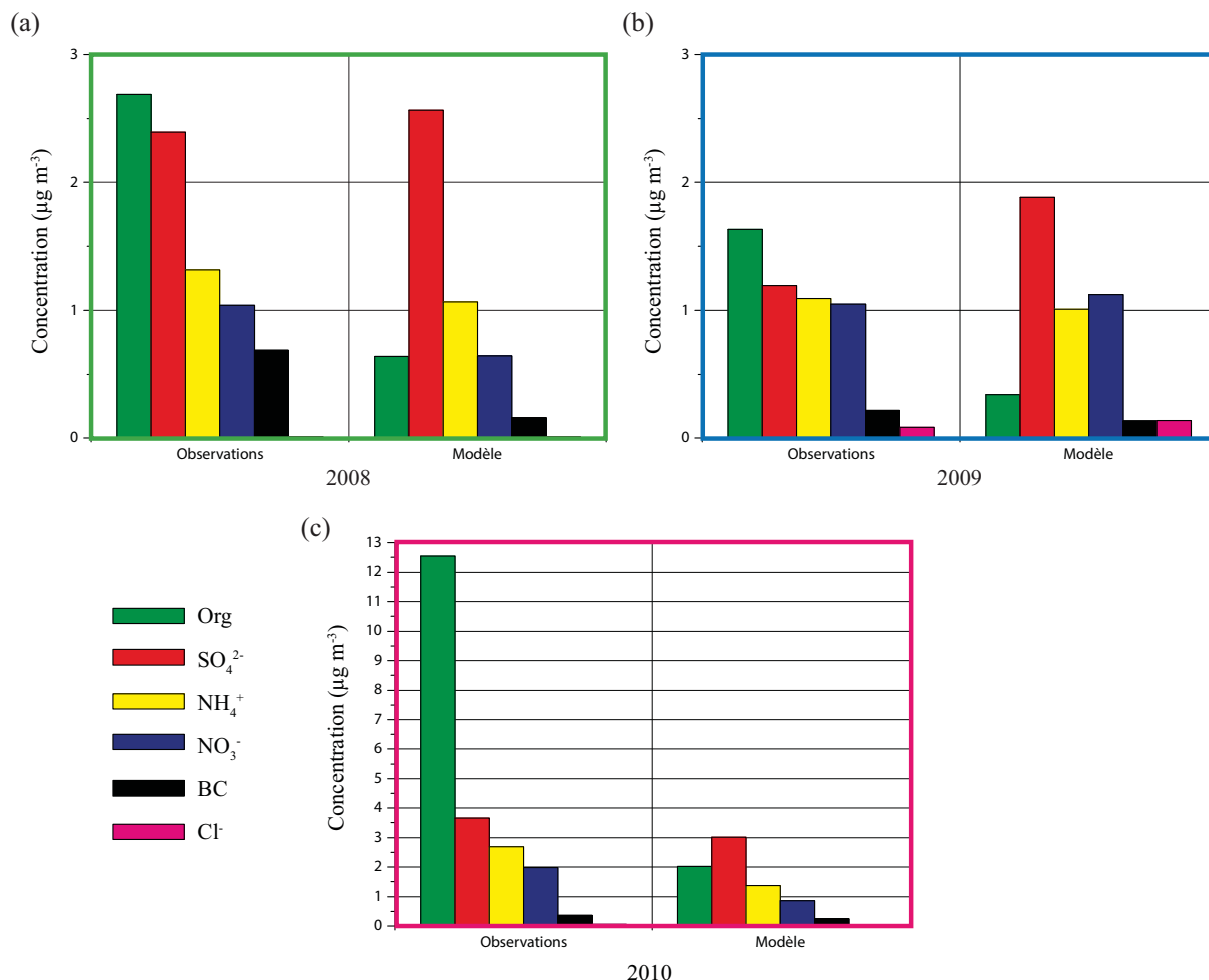 (a)
3
2
1
0
Concentration (µg m⁻³)
Observations
Modèle
2008
(b)
3
2
1
0
Concentration (µg m⁻³)
Observations
Modèle
2009
(c)
13
12
11
10
9
8
7
6
5
4
3
2
1
0
Concentration (µg m⁻³)
Observations
Modèle
2010
Org
SO₄²⁻
NH₄⁺
NO₃⁻
BC
Cl⁻